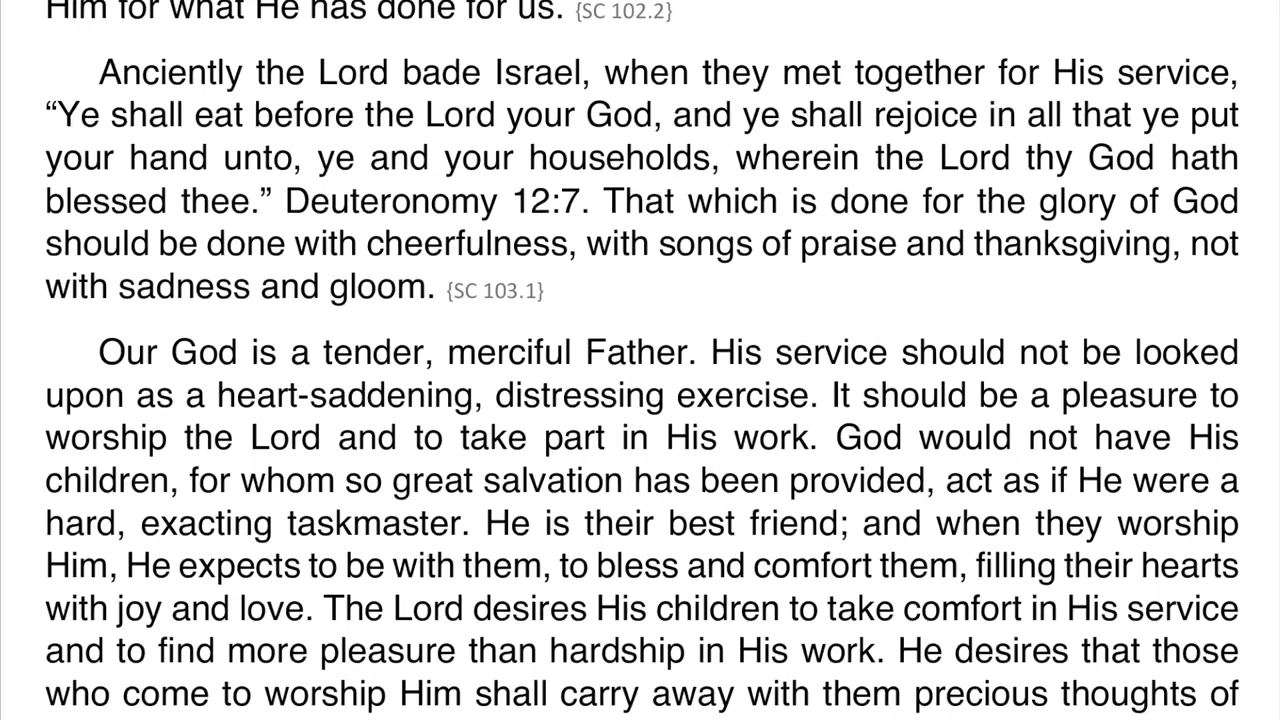 Him for what He has done for us. {SC 102.2}
Anciently the Lord bade Israel, when they met together for His service,
“Ye shall eat before the Lord your God, and ye shall rejoice in all that ye put
your hand unto, ye and your households, wherein the Lord thy God hath
blessed thee.” Deuteronomy 12:7. That which is done for the glory of God
should be done with cheerfulness, with songs of praise and thanksgiving, not
with sadness and gloom. {SC 103.1}
Our God is a tender, merciful Father. His service should not be looked
upon as a heart-saddening, distressing exercise. It should be a pleasure to
worship the Lord and to take part in His work. God would not have His
children, for whom so great salvation has been provided, act as if He were a
hard, exacting taskmaster. He is their best friend; and when they worship
Him, He expects to be with them, to bless and comfort them, filling their hearts
with joy and love. The Lord desires His children to take comfort in His service
and to find more pleasure than hardship in His work. He desires that those
who come to worship Him shall carry away with them precious thoughts of